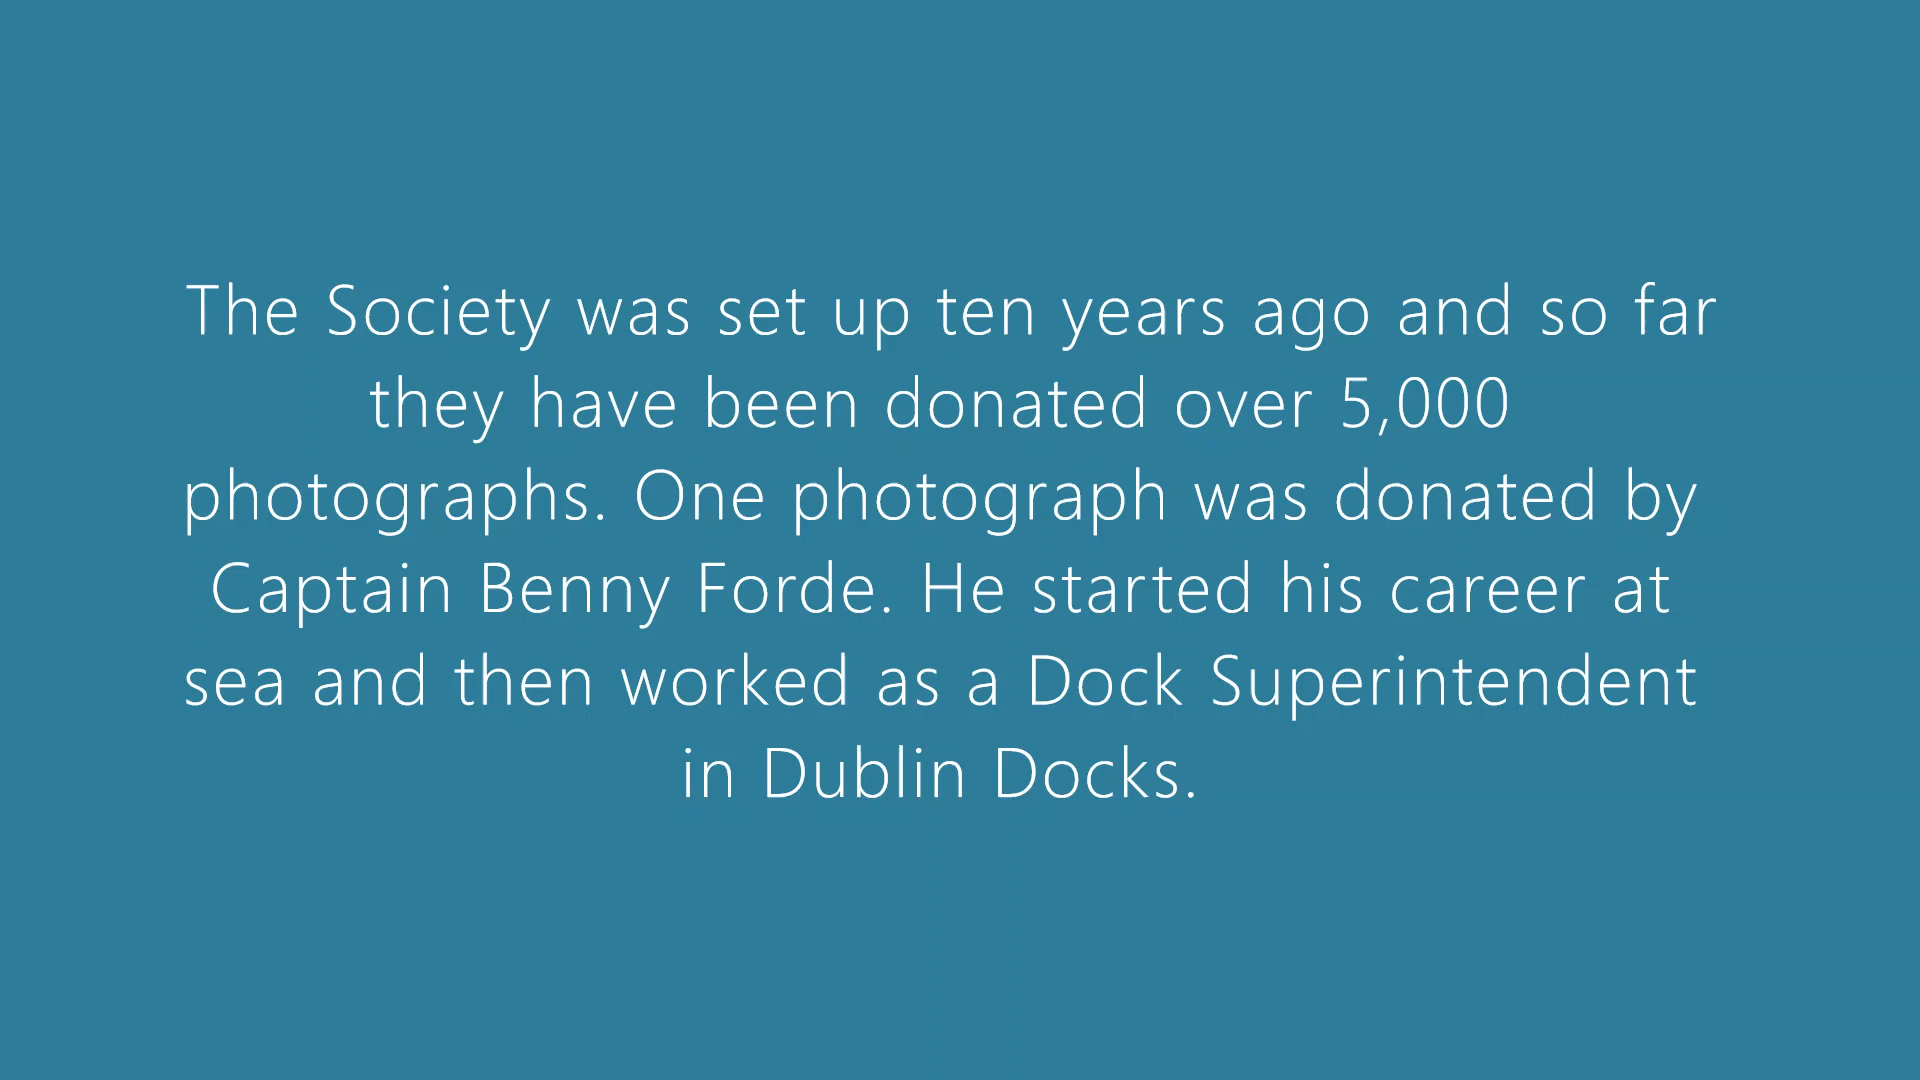 The Society was set up ten years ago and so far
they have been donated over 5,000
photographs. One photograph was donated by
Captain Benny Forde. He started his career at
sea and then worked as a Dock Superintendent
in Dublin Docks.